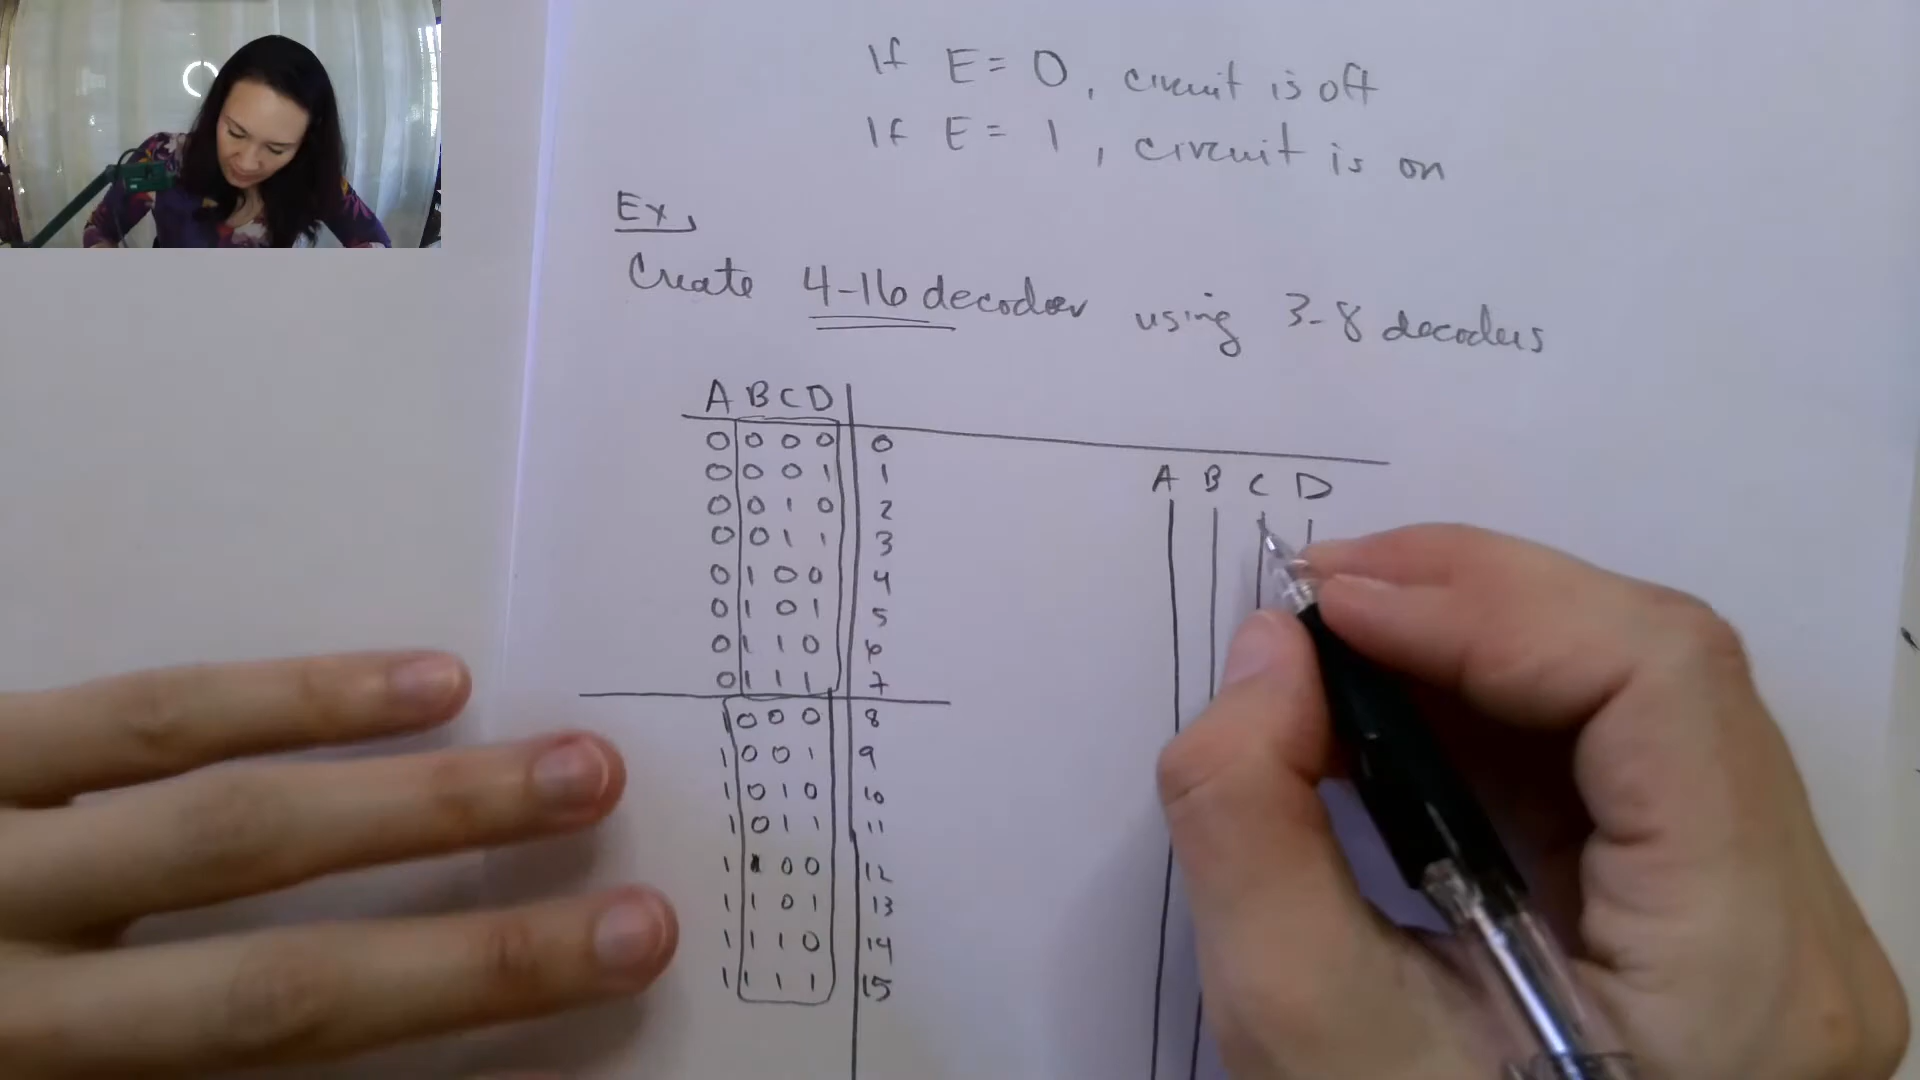 If E = 0, circuit is off
If E = 1, circuit is on
Ex,
Create 4-16 decoder using 3-8 decoders
A B C D
0 0 0 0 0
0 0 0 1 1
0 0 1 0 2
0 0 1 1 3
0 1 0 0 4
0 1 0 1 5
0 1 1 0 6
0 1 1 1 7
1 0 0 0 8
1 0 0 1 9
1 0 1 0 10
1 0 1 1 11
1 1 0 0 12
1 1 0 1 13
1 1 1 0 14
1 1 1 1 15
A B C D